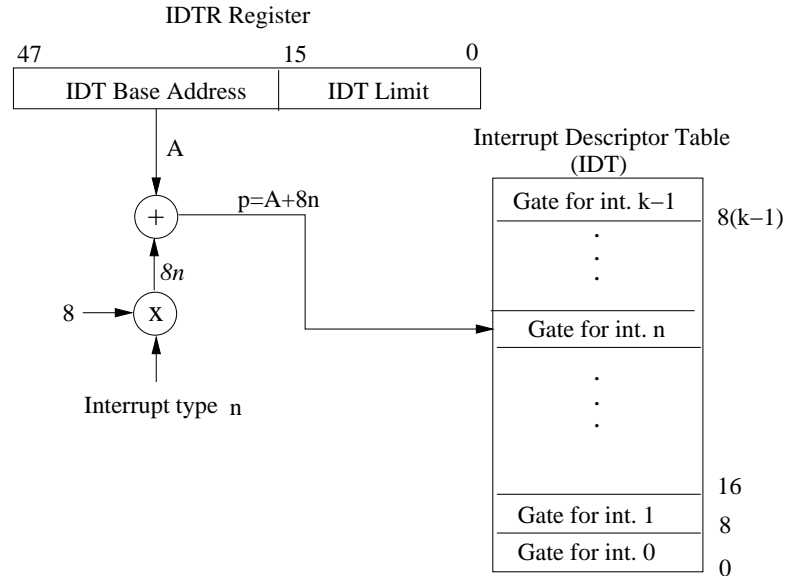 IDTR Register
47 15 0
IDT Base Address IDT Limit
A
Interrupt Descriptor Table
(IDT)
p=A+8n
+
8n
8
X
Interrupt type n
Gate for int. k−1
8(k−1)
Gate for int. n
16
Gate for int. 1
8
Gate for int. 0
0